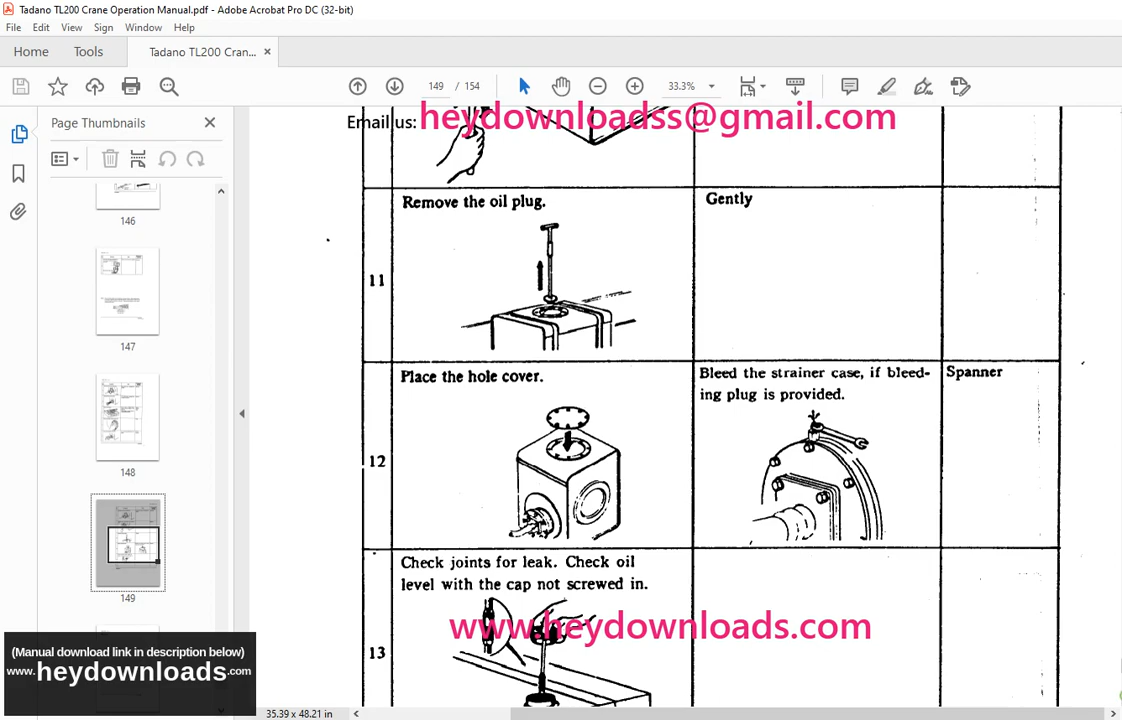 Tadano TL200 Crane Operation Manual.pdf - Adobe Acrobat Pro DC (32-bit)
File Edit View Sign Window Help
Home Tools Tadano TL200 Cran... ×
149 / 154 33.3%
Page Thumbnails
146
147
148
149
Email us: heydownloadss@gmail.com
Remove the oil plug. Gently
11
Place the hole cover. Bleed the strainer case, if bleed- Spanner
ing plug is provided.
12
Check joints for leak. Check oil
level with the cap not screwed in.
www.heydownloads.com
13
(Manual download link in description below)
www.heydownloads.com
35.39 x 48.21 in